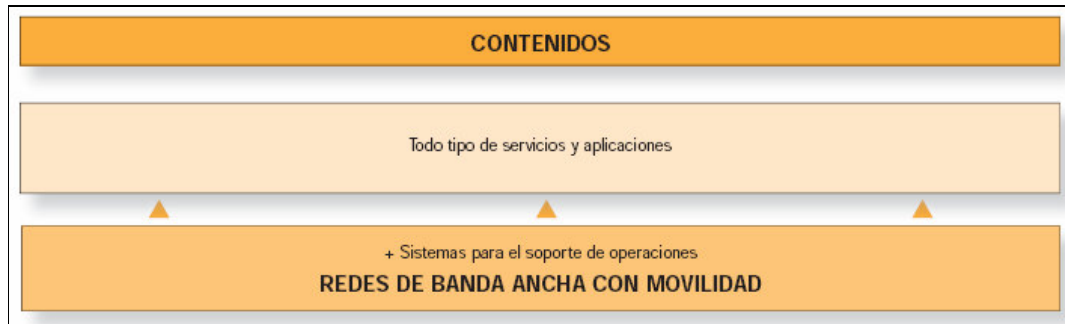 CONTENIDOS
Todo tipo de servicios y aplicaciones
+ Sistemas para el soporte de operaciones
REDES DE BANDA ANCHA CON MOVILIDAD